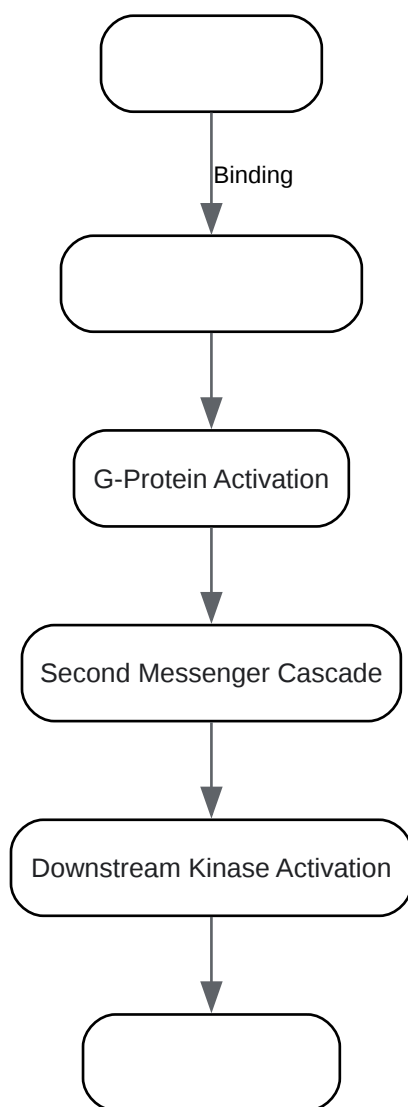 Binding
G-Protein Activation
Second Messenger Cascade
Downstream Kinase Activation